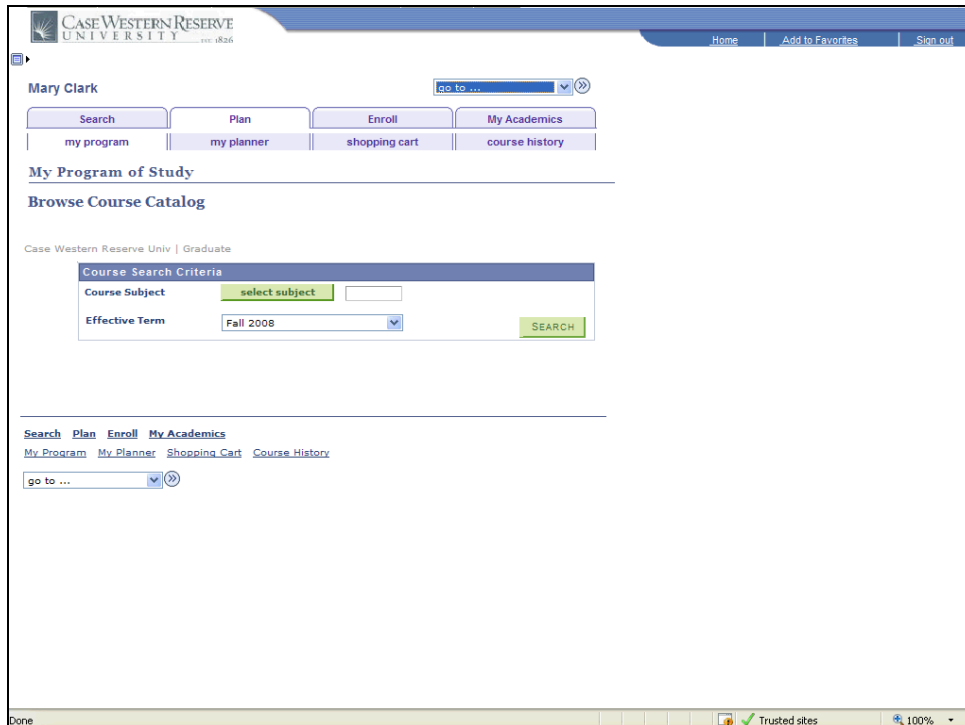 CASE WESTERN RESERVE
UNIVERSITY EST. 1826
Home Add to Favorites Sign out
Mary Clark
go to ...
Search Plan Enroll My Academics
my program my planner shopping cart course history
My Program of Study
Browse Course Catalog
Case Western Reserve Univ | Graduate
Course Search Criteria
Course Subject select subject
Effective Term Fall 2008
SEARCH
Search Plan Enroll My Academics
My Program My Planner Shopping Cart Course History
go to ...
Done Trusted sites 100%